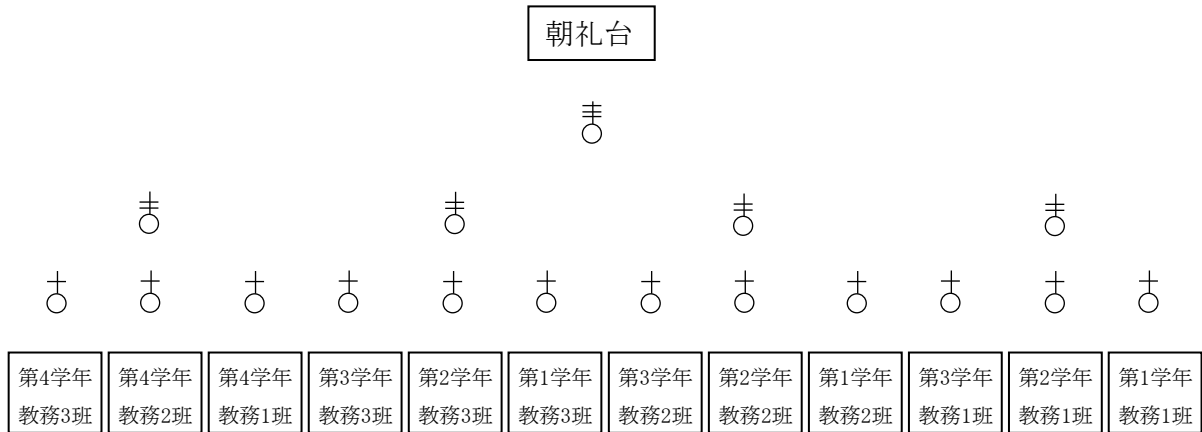 朝礼台
第4学年 第4学年 第4学年 第3学年 第2学年 第1学年 第3学年 第2学年 第1学年 第3学年 第2学年 第1学年
教務3班 教務2班 教務1班 教務3班 教務3班 教務3班 教務2班 教務2班 教務2班 教務1班 教務1班 教務1班